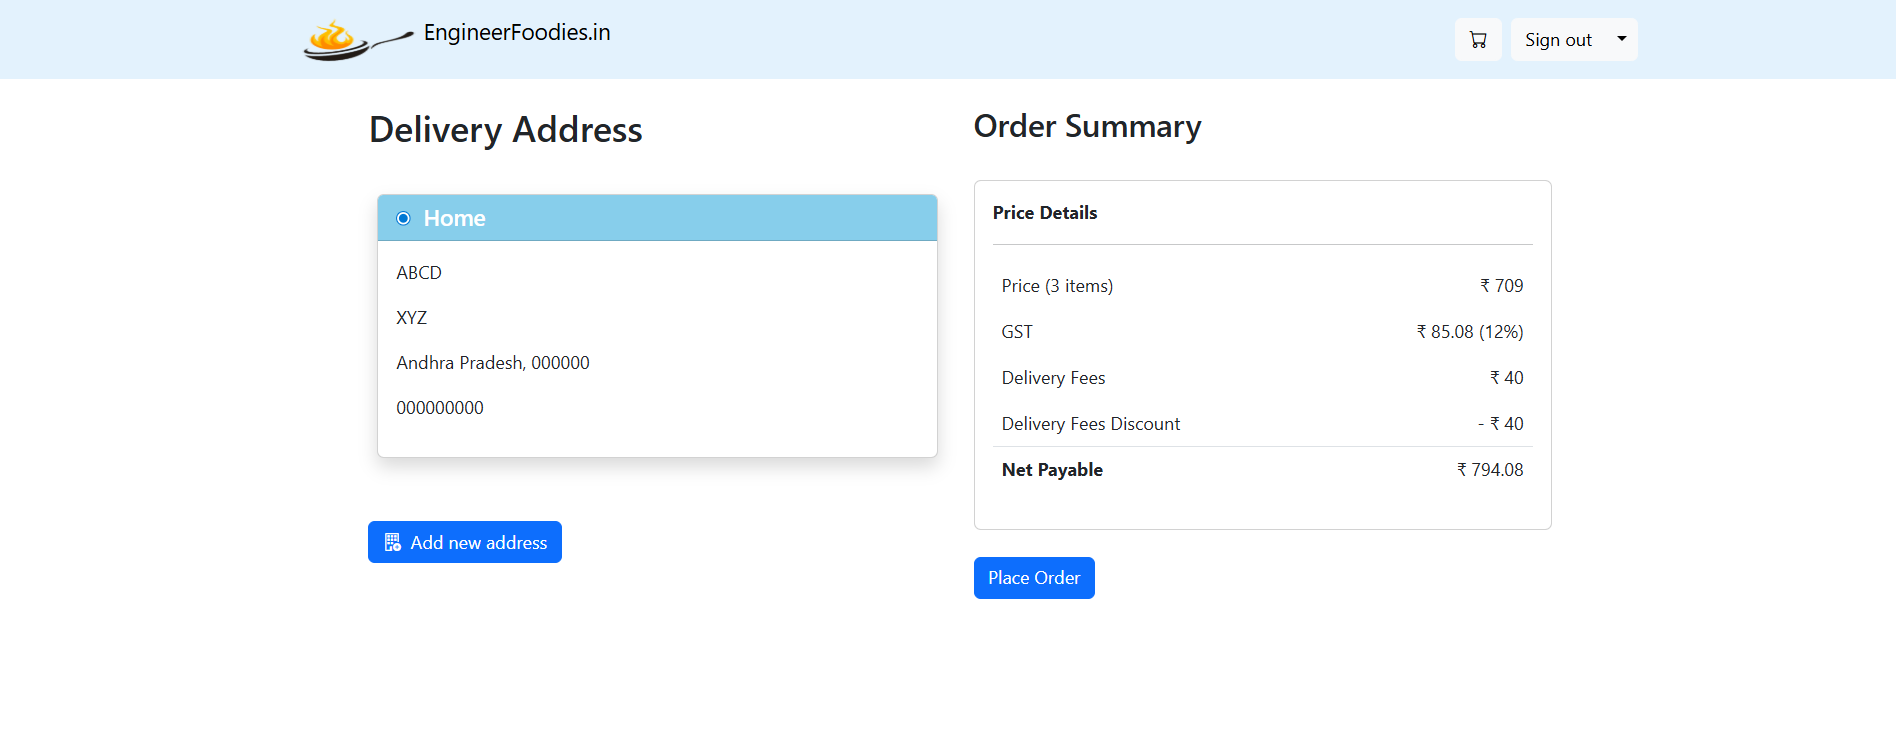 EngineerFoodies.in
Sign out
Delivery Address
Home
ABCD
XYZ
Andhra Pradesh, 000000
000000000
Add new address
Order Summary
Price Details
Price (3 items) ₹ 709
GST ₹ 85.08 (12%)
Delivery Fees ₹ 40
Delivery Fees Discount - ₹ 40
Net Payable ₹ 794.08
Place Order